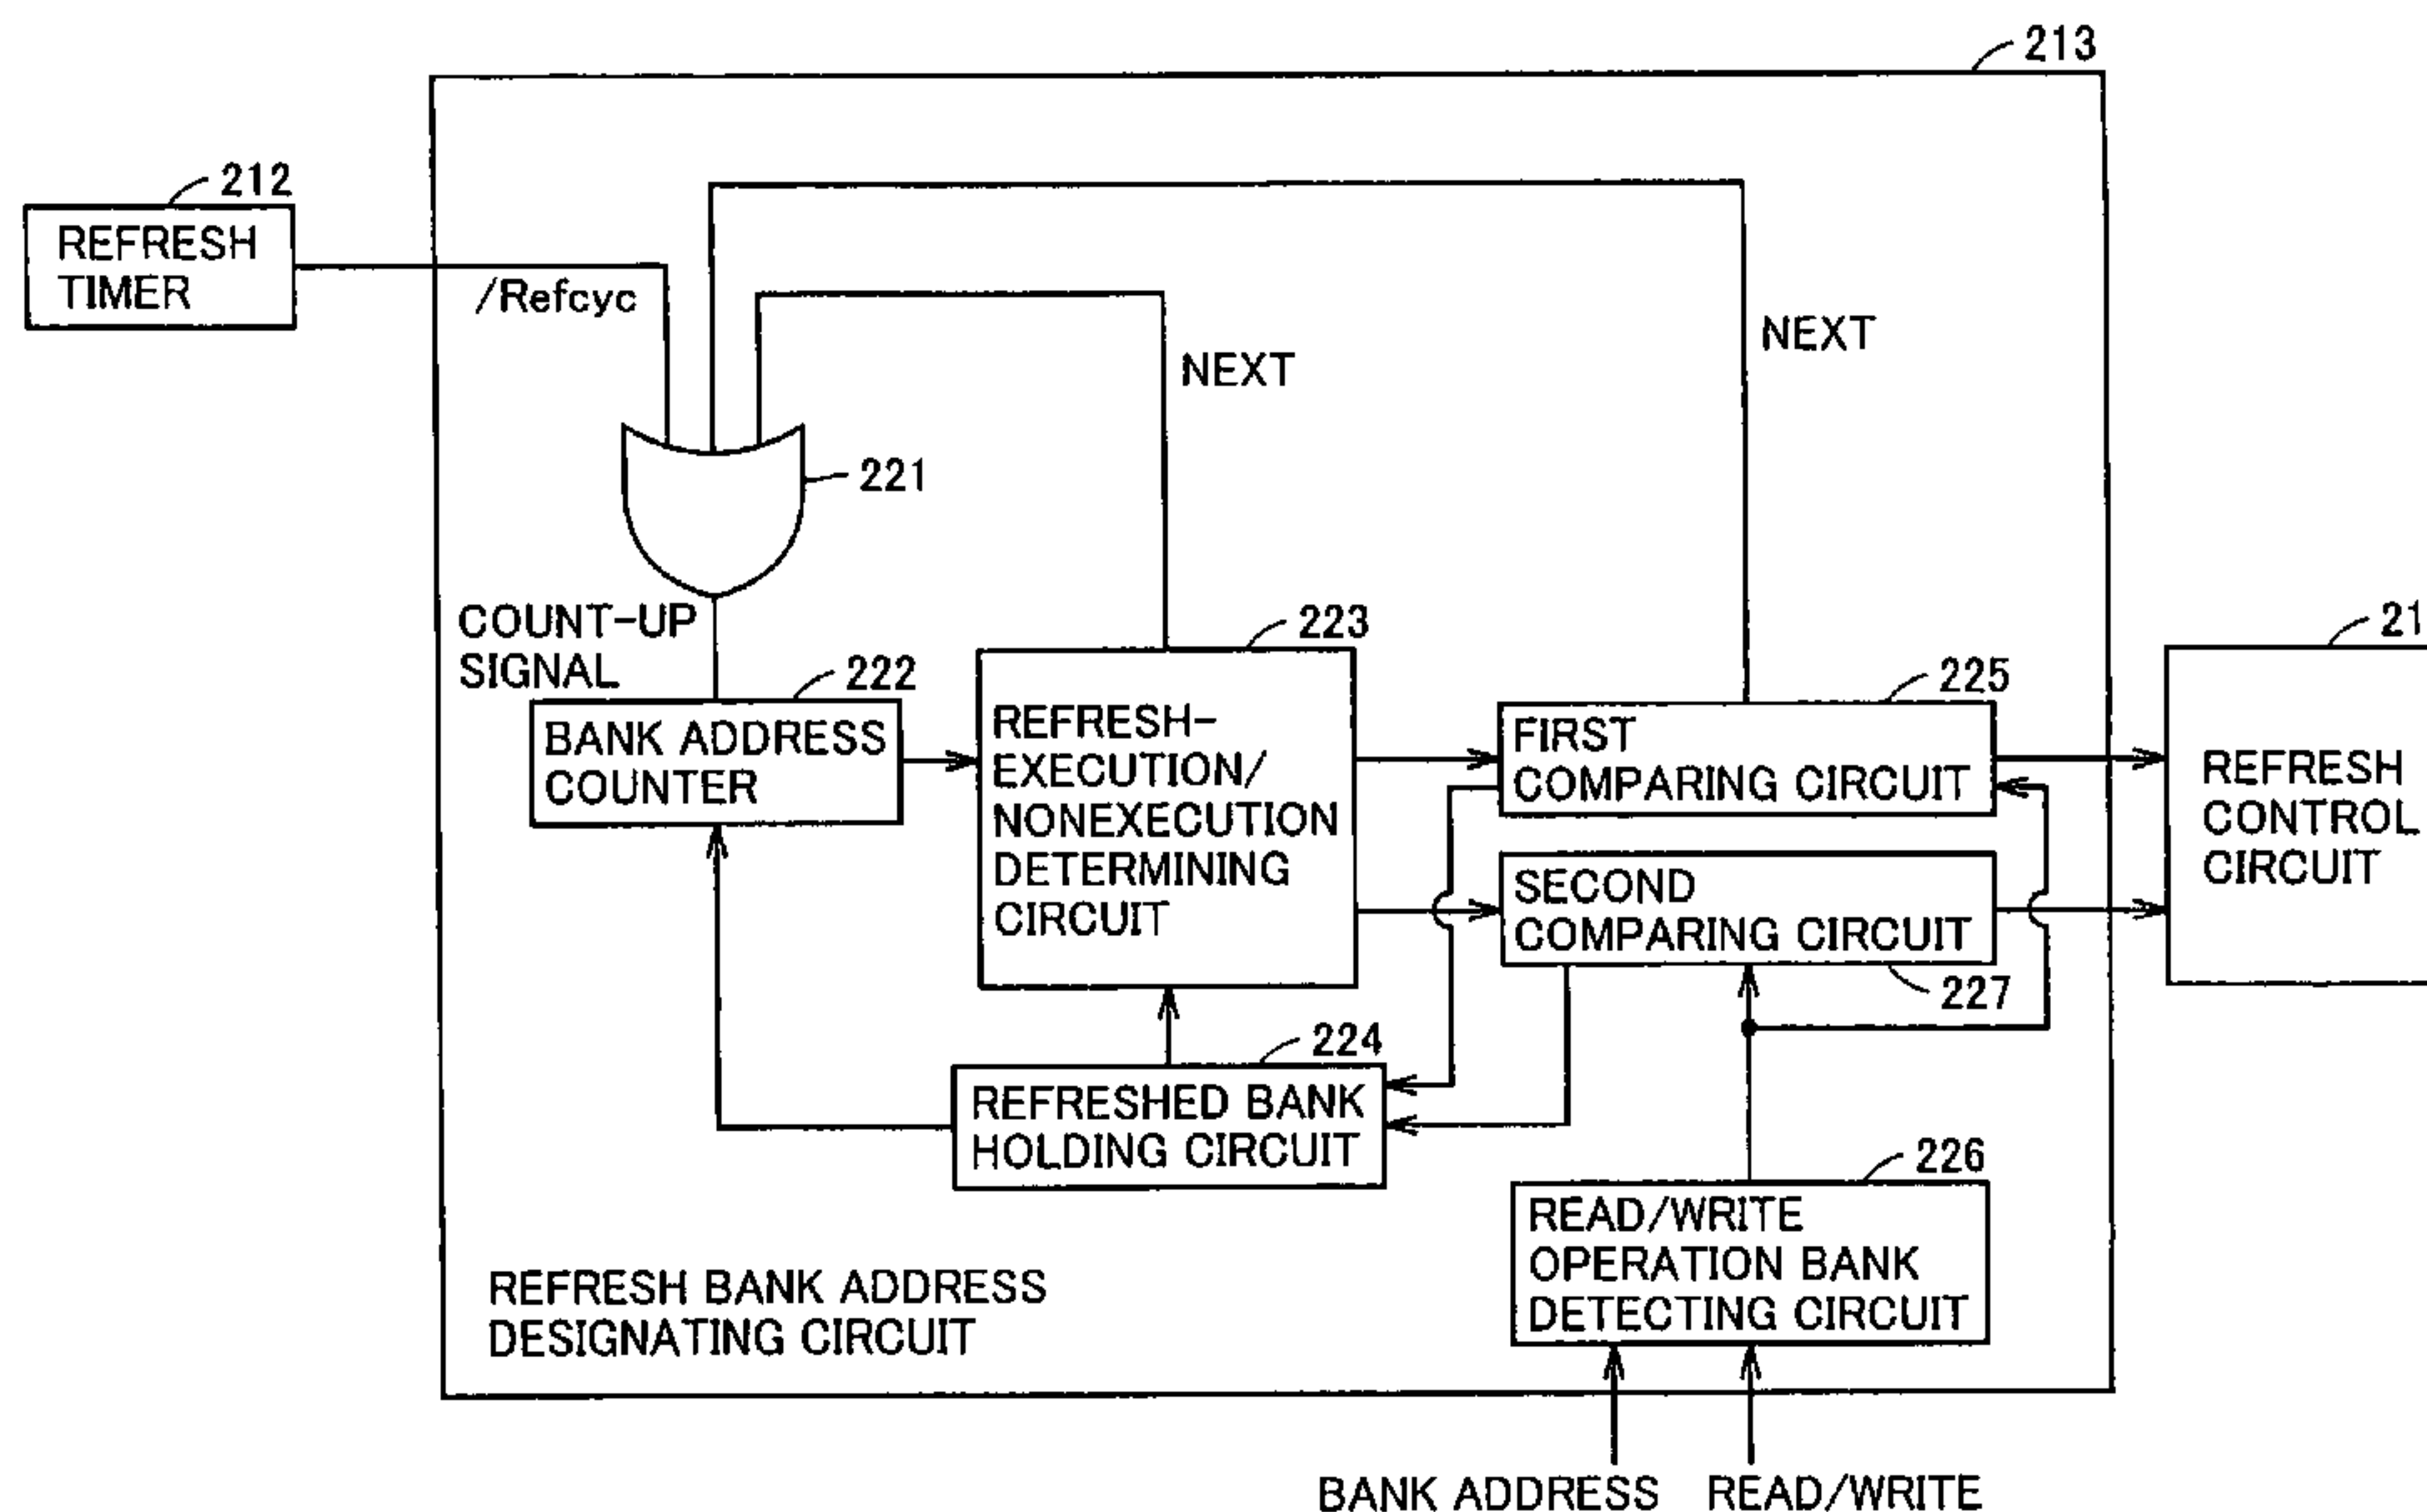 213
212
REFRESH
TIMER
/Refcyc
NEXT
NEXT
221
COUNT-UP
SIGNAL
222
BANK ADDRESS
COUNTER
223
REFRESH-
EXECUTION/
NONEXECUTION
DETERMINING
CIRCUIT
225
FIRST
COMPARING CIRCUIT
SECOND
COMPARING CIRCUIT
227
21
REFRESH
CONTROL
CIRCUIT
224
REFRESHED BANK
HOLDING CIRCUIT
226
READ/WRITE
OPERATION BANK
DETECTING CIRCUIT
REFRESH BANK ADDRESS
DESIGNATING CIRCUIT
BANK ADDRESS
READ/WRITE